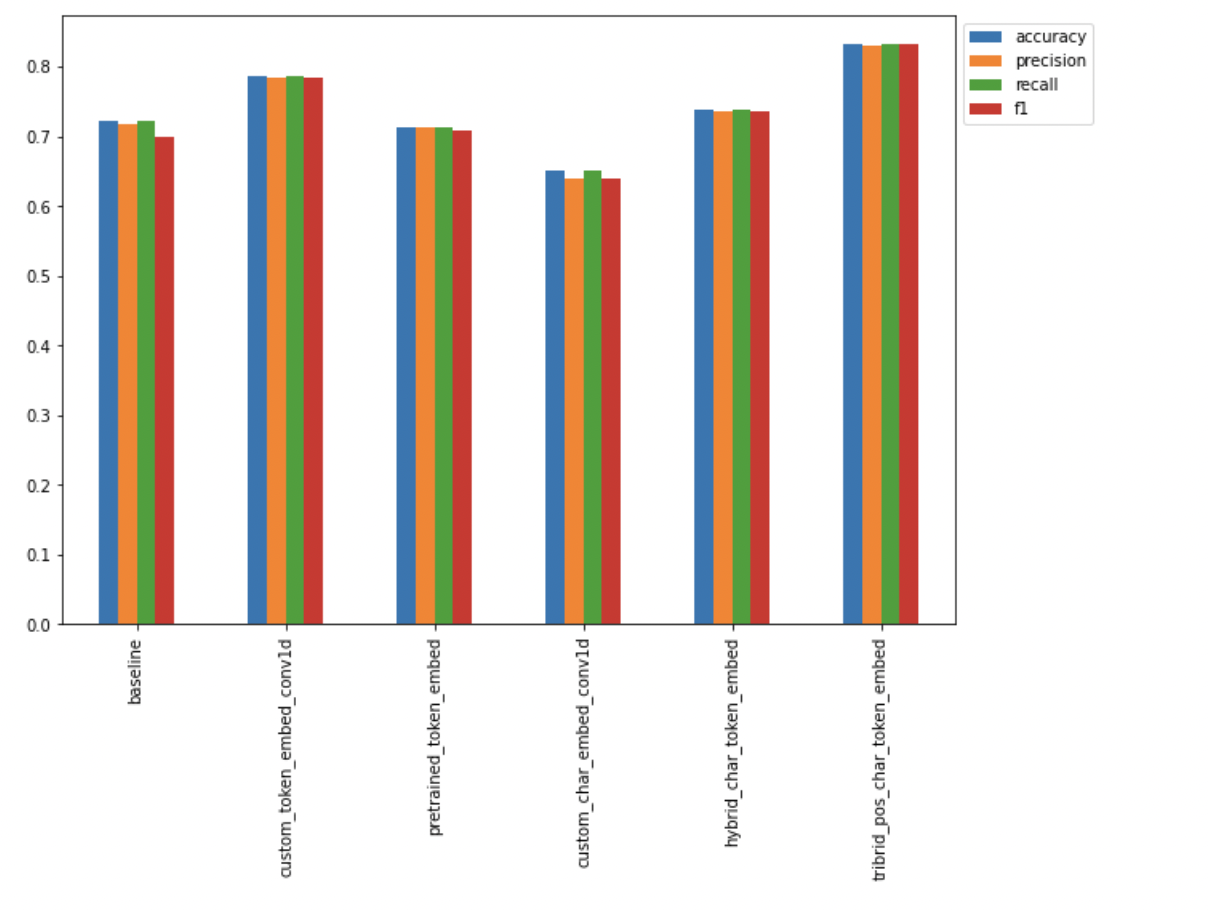 accuracy
precision
recall
f1
0.8
0.7
0.6
0.5
0.4
0.3
0.2
0.1
0.0
baseline
custom_token_embed_conv1d
pretrained_token_embed
custom_char_embed_conv1d
hybrid_char_token_embed
tribrid_pos_char_token_embed